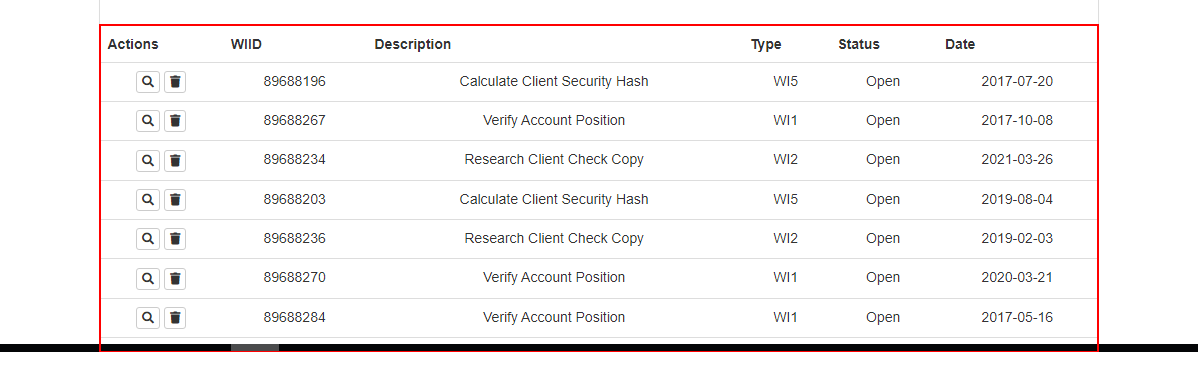 Actions WIID Description Type Status Date
89688196 Calculate Client Security Hash WI5 Open 2017-07-20
89688267 Verify Account Position WI1 Open 2017-10-08
89688234 Research Client Check Copy WI2 Open 2021-03-26
89688203 Calculate Client Security Hash WI5 Open 2019-08-04
89688236 Research Client Check Copy WI2 Open 2019-02-03
89688270 Verify Account Position WI1 Open 2020-03-21
89688284 Verify Account Position WI1 Open 2017-05-16